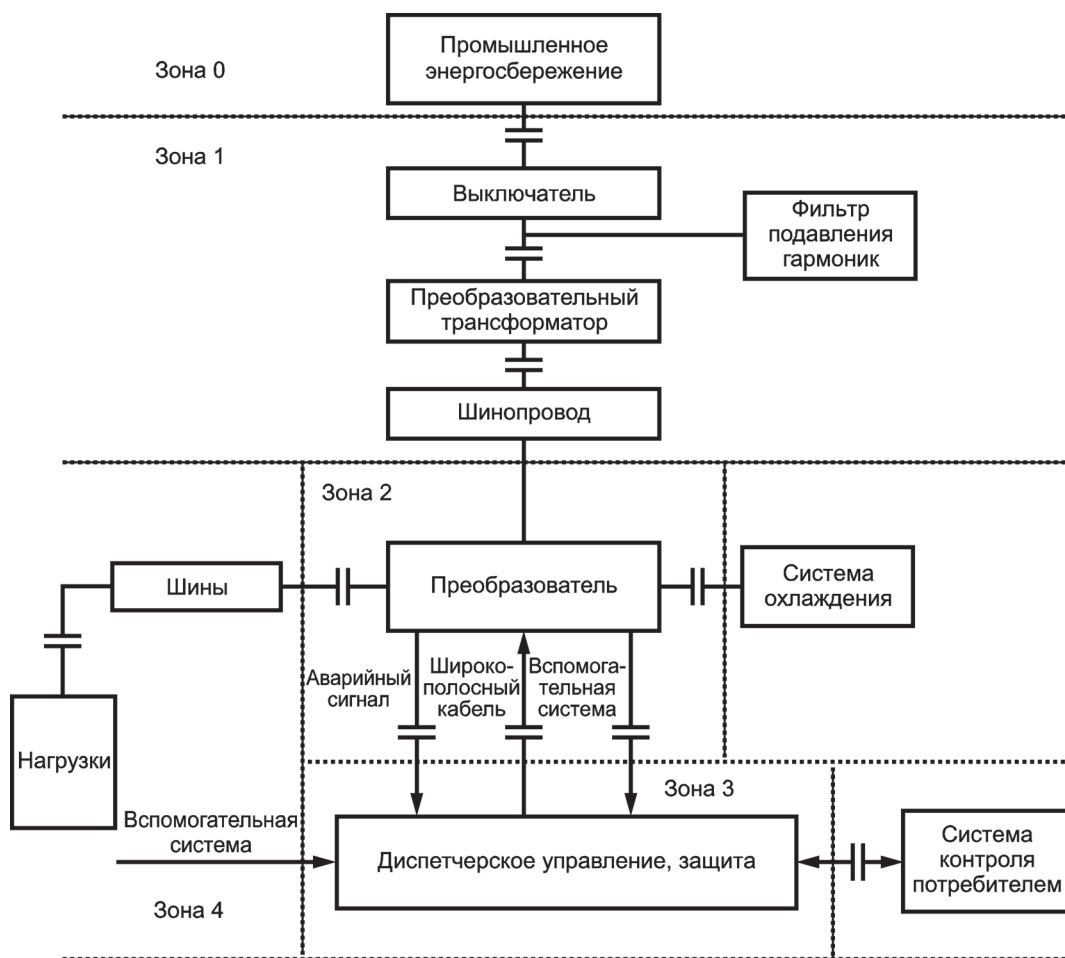 Промышленное
энергосбережение
Зона 0
Зона 1
Выключатель
Фильтр
подавления
гармоник
Преобразовательный
трансформатор
Шинопровод
Зона 2
Шины
Преобразователь
Система
охлаждения
Аварийный
сигнал
Широко-
полосный
кабель
Вспомога-
тельная
система
Нагрузки
Зона 3
Вспомогательная
система
Диспетчерское управление, защита
Система
контроля
потребителем
Зона 4